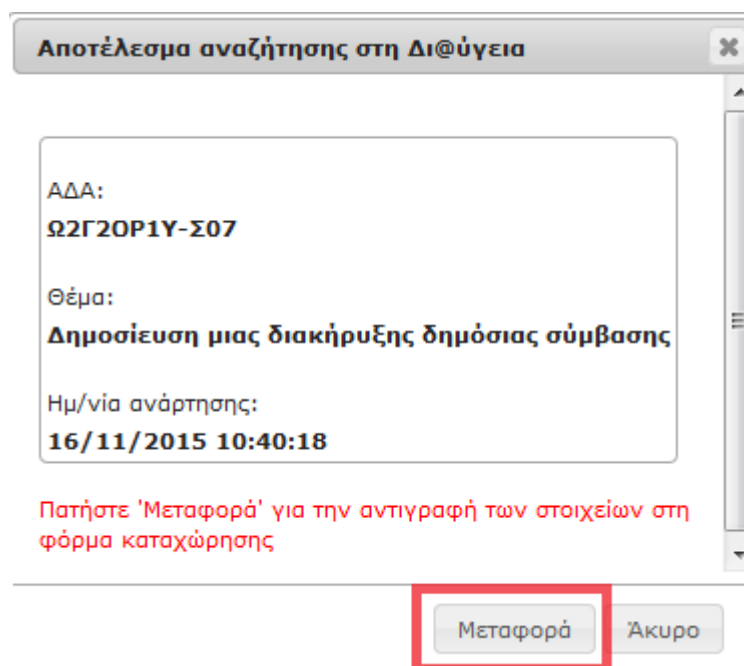 Αποτέλεσμα αναζήτησης στη Δι@ύγεια
ΑΔΑ:
Ω2Γ2ΟΡ1Υ-Σ07
Θέμα:
Δημοσίευση μιας διακήρυξης δημόσιας σύμβασης
Ημ/νία ανάρτησης:
16/11/2015 10:40:18
Πατήστε 'Μεταφορά' για την αντιγραφή των στοιχείων στη
φόρμα καταχώρησης
Μεταφορά Άκυρο